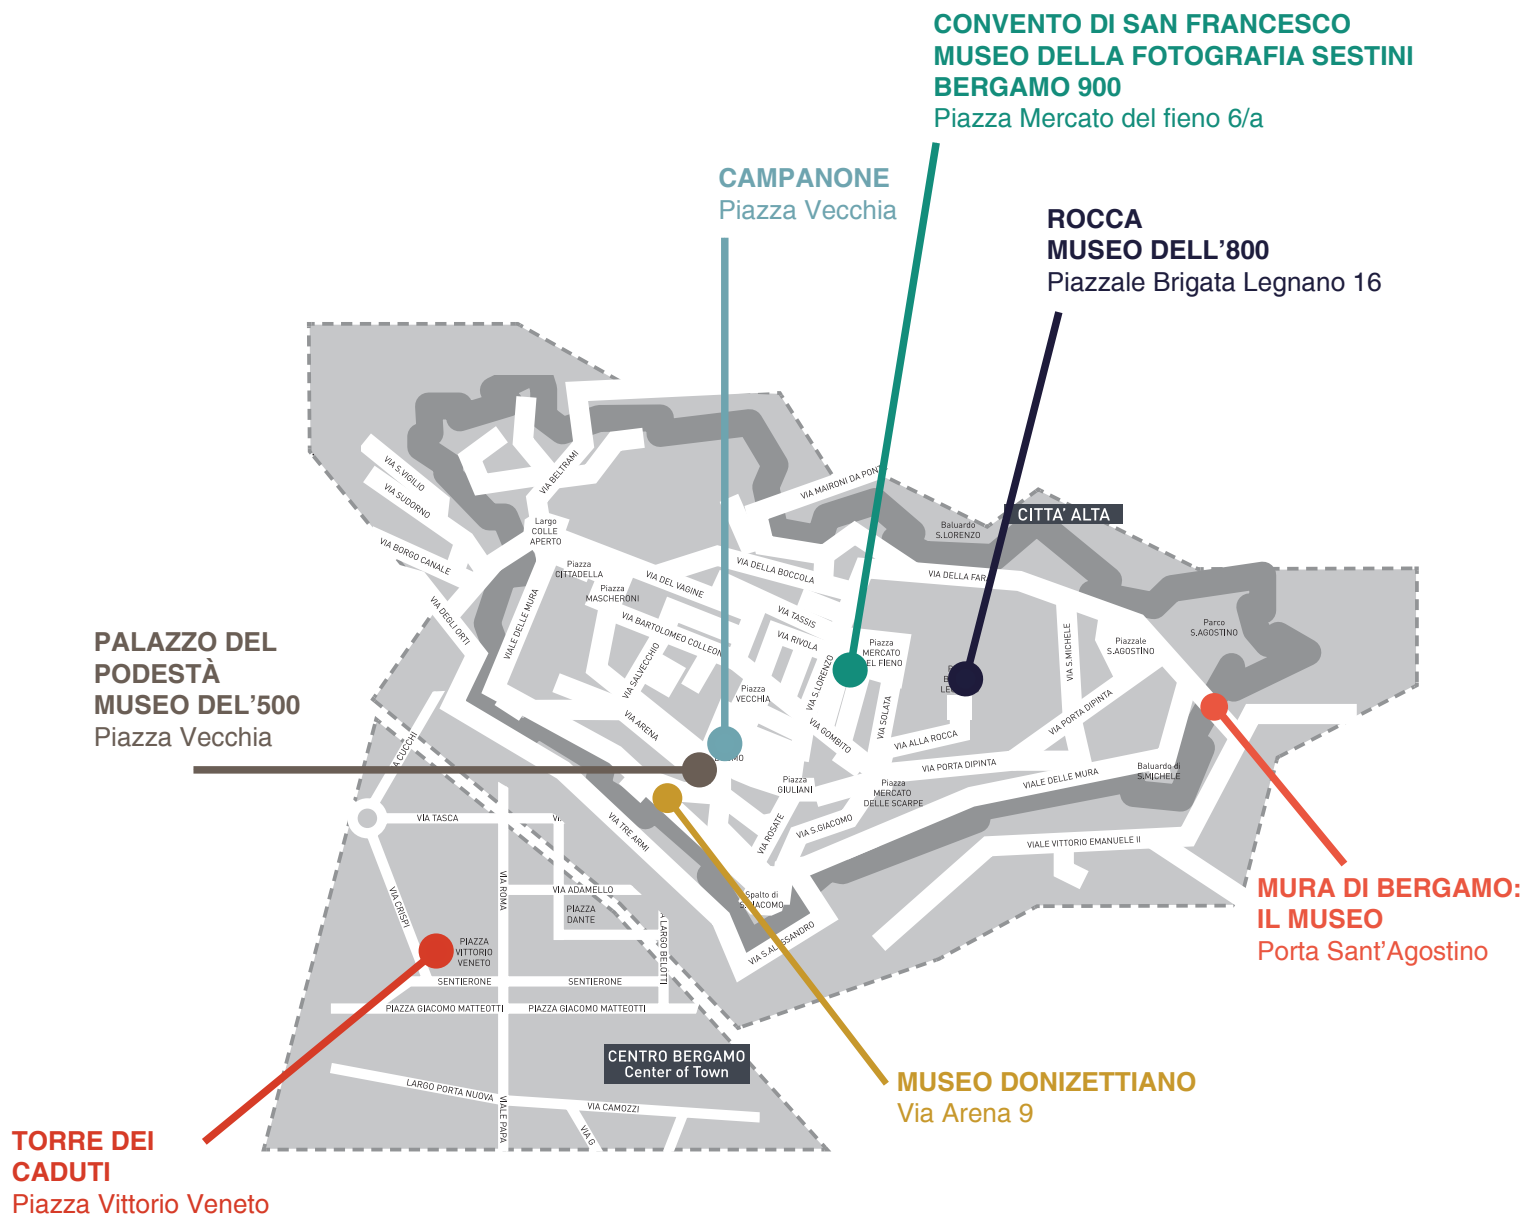 CONVENTO DI SAN FRANCESCO
MUSEO DELLA FOTOGRAFIA SESTINI
BERGAMO 900
Piazza Mercato del fieno 6/a
CAMPANONE
Piazza Vecchia
ROCCA
MUSEO DELL’800
Piazzale Brigata Legnano 16
VIA S.VIGILIO
VIA SUDORNO
VIA BORGO CANALE
VIA BELTRAMI
Largo
COLLE
APERTO
VIA MAIRONI DA PONTE
Baluardo
S.LORENZO
CITTA’ ALTA
Piazza
CITTADELLA
Piazza
MASCHERONI
VIA DEL VAGINE
VIA DELLA BOCCOLA
VIA DELLA FAR
VIA DEGLI ORTI
VIALE DELLE MURA
VIA BARTOLOMEO COLLEON
VIA TASSIS
VIA RIVOLA
VIA SALVECCHIO
VIA S.LORENZO
Piazza
MERCATO
DEL FIENO
VIA S.MICHELE
Piazzale
S.AGOSTINO
Parco
S.AGOSTINO
PALAZZO DEL
PODESTÀ
MUSEO DEL’500
Piazza Vecchia
Piazza
VECCHIA
VIA ARENA
VIA GOMBITO
VIA SOLATA
VIA ALLA ROCCA
VIA PORTA DIPINTA
VIA PORTA DIPINTA
VIALE DELLE MURA
Baluardo di
S.MICHELE
Piazza
GIULIANI
Piazza
MERCATO
DELLE SCARPE
VIA CUCCHI
VIA TASCA
VIA TRE ARMI
VIA ROSATE
VIA S.GIACOMO
VIALE VITTORIO EMANUELE II
VIA CRISPI
VIA ROMA
VIA ADAMELLO
PIAZZA
DANTE
LARGO BELOTTI
Spalto di
S.GIACOMO
VIA S.ALESSANDRO
MURA DI BERGAMO:
IL MUSEO
Porta Sant’Agostino
PIAZZA
VITTORIO
VENETO
SENTIERONE
SENTIERONE
PIAZZA GIACOMO MATTEOTTI
PIAZZA GIACOMO MATTEOTTI
CENTRO BERGAMO
Center of Town
LARGO PORTA NUOVA
VIALE PAPA
VIA CAMOZZI
VIA G
MUSEO DONIZETTIANO
Via Arena 9
TORRE DEI
CADUTI
Piazza Vittorio Veneto